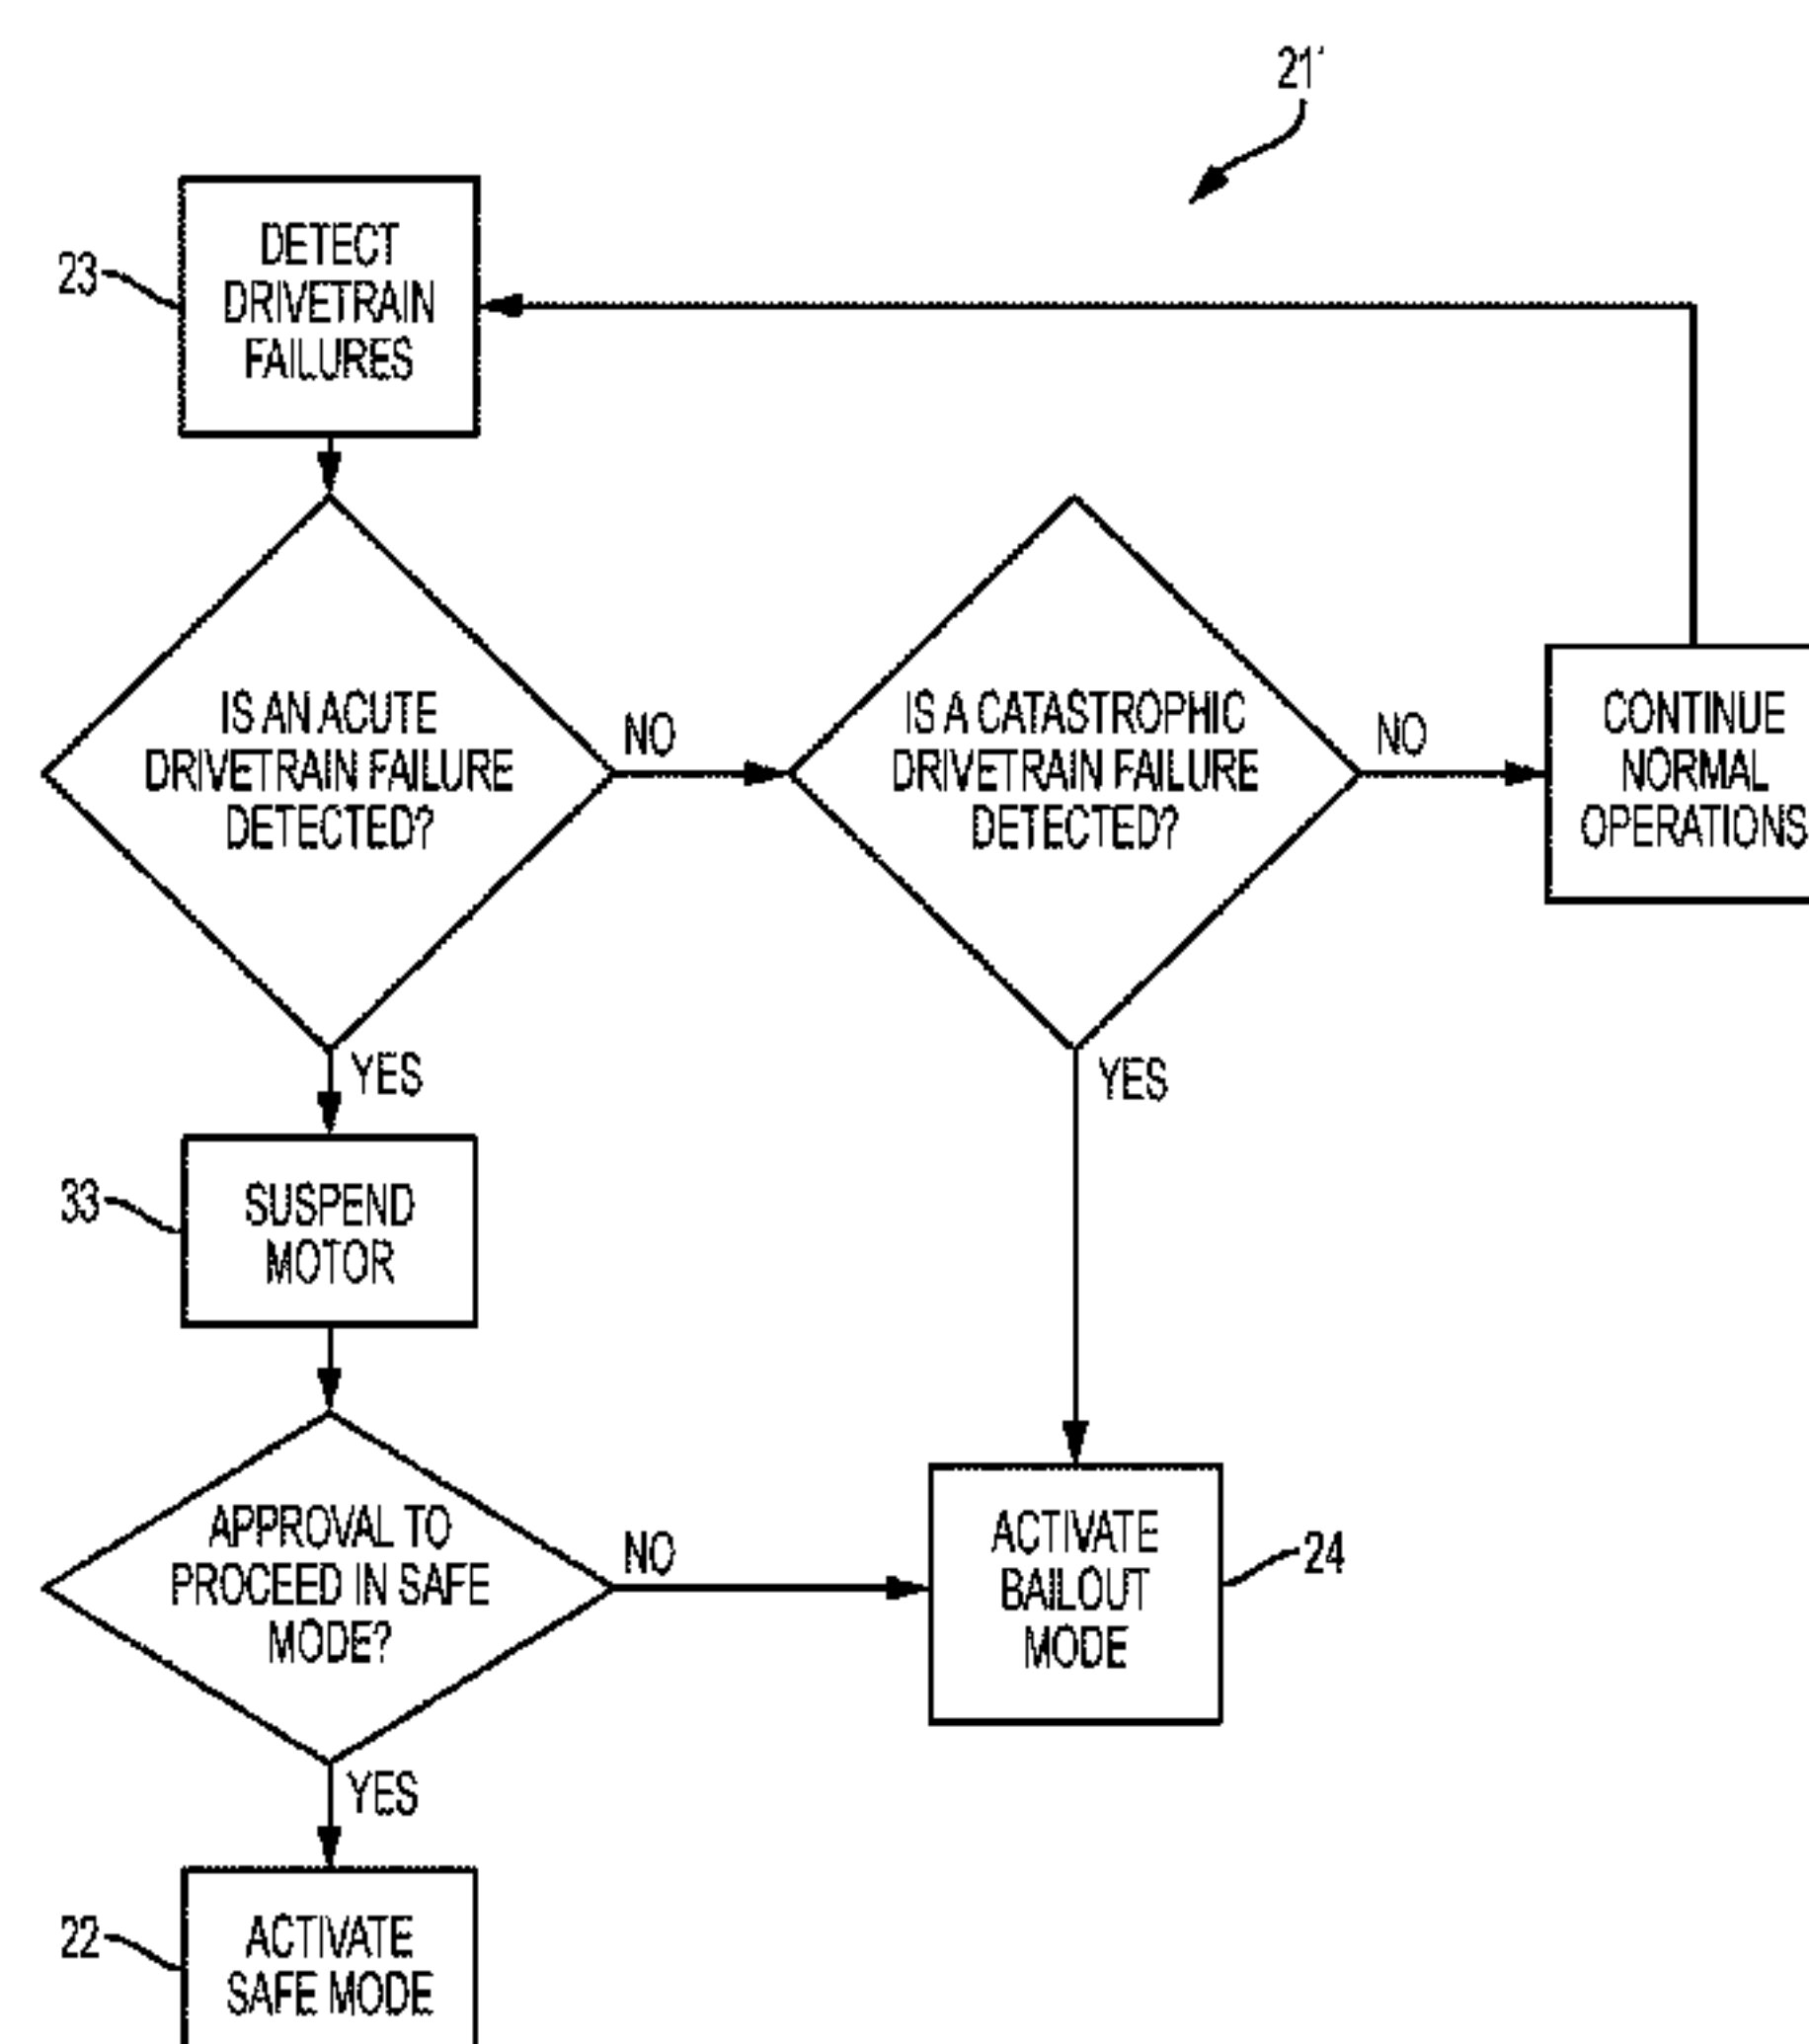 21'
23
DETECT
DRIVETRAIN
FAILURES
IS AN ACUTE
DRIVETRAIN FAILURE
DETECTED?
NO
IS A CATASTROPHIC
DRIVETRAIN FAILURE
DETECTED?
NO
CONTINUE
NORMAL
OPERATIONS
YES
YES
33
SUSPEND
MOTOR
APPROVAL TO
PROCEED IN SAFE
MODE?
NO
ACTIVATE
BAILOUT
MODE
24
YES
22
ACTIVATE
SAFE MODE